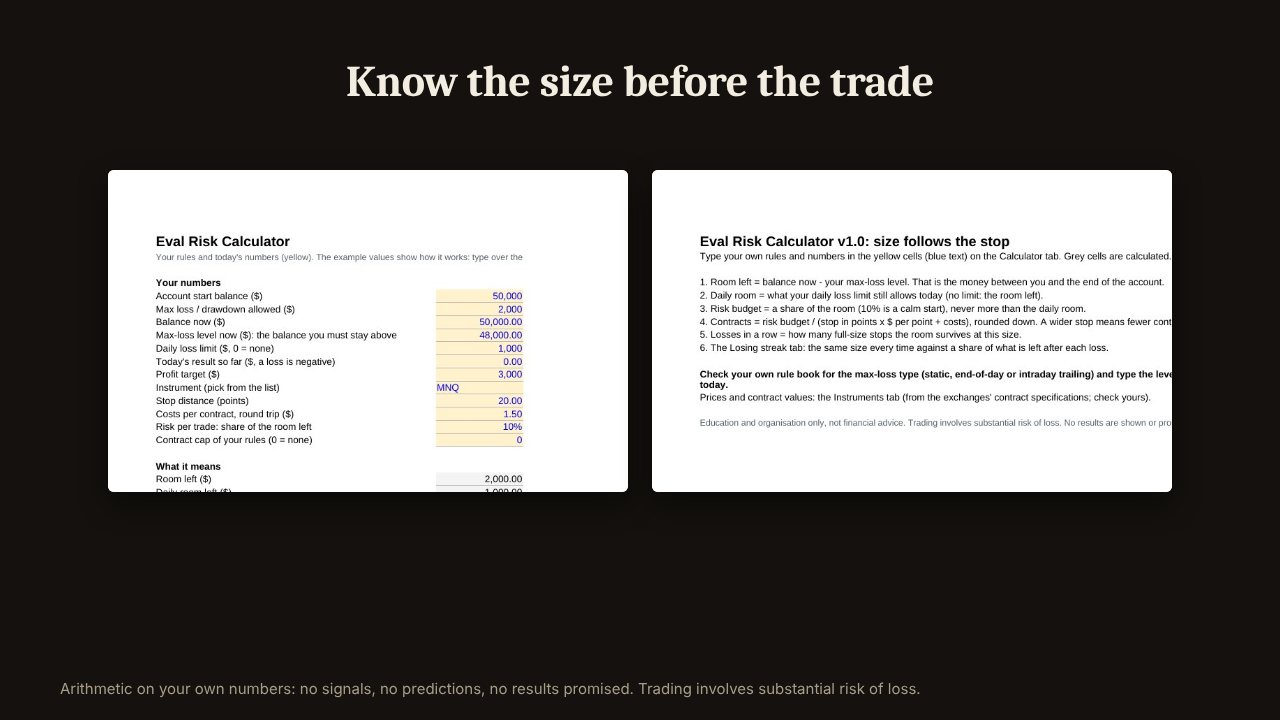 Know the size before the trade
Eval Risk Calculator
Your rules and today's numbers (yellow). The example values show how it works: type over the
Your numbers
Account start balance ($) 50,000
Max loss / drawdown allowed ($) 2,000
Balance now ($) 50,000.00
Max-loss level now ($): the balance you must stay above 48,000.00
Daily loss limit ($, 0 = none) 1,000
Today's result so far ($, a loss is negative) 0.00
Profit target ($) 3,000
Instrument (pick from the list) MNQ
Stop distance (points) 20.00
Costs per contract, round trip ($) 1.50
Risk per trade: share of the room left 10%
Contract cap of your rules (0 = none) 0
What it means
Room left ($) 2,000.00
Daily room left ($) 1,000.00
Eval Risk Calculator v1.0: size follows the stop
Type your own rules and numbers in the yellow cells (blue text) on the Calculator tab. Grey cells are calculated.
1. Room left = balance now - your max-loss level. That is the money between you and the end of the account.
2. Daily room = what your daily loss limit still allows today (no limit: the room left).
3. Risk budget = a share of the room (10% is a calm start), never more than the daily room.
4. Contracts = risk budget / (stop in points x $ per point + costs), rounded down. A wider stop means fewer cont
5. Losses in a row = how many full-size stops the room survives at this size.
6. The Losing streak tab: the same size every time against a share of what is left after each loss.
Check your own rule book for the max-loss type (static, end-of-day or intraday trailing) and type the leve
today.
Prices and contract values: the Instruments tab (from the exchanges' contract specifications; check yours).
Education and organisation only, not financial advice. Trading involves substantial risk of loss. No results are shown or pro
Arithmetic on your own numbers: no signals, no predictions, no results promised. Trading involves substantial risk of loss.